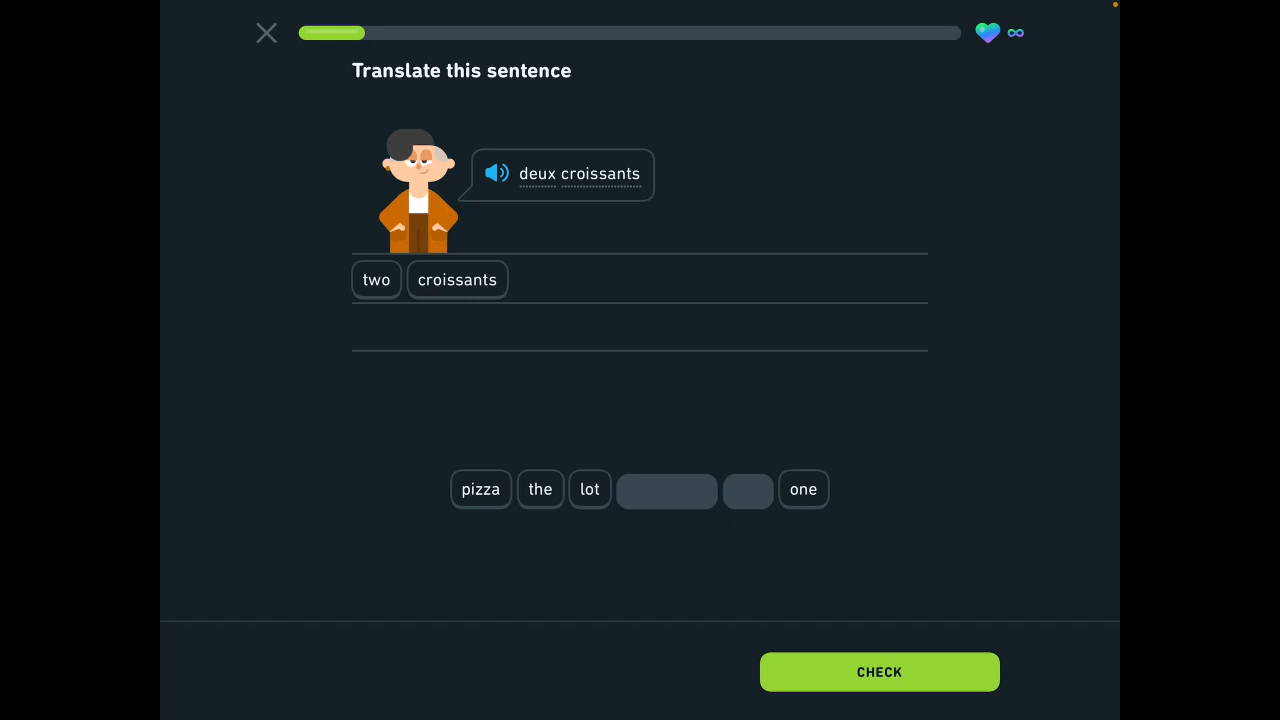 ∞
Translate this sentence
deux croissants
two croissants
pizza the lot one
CHECK